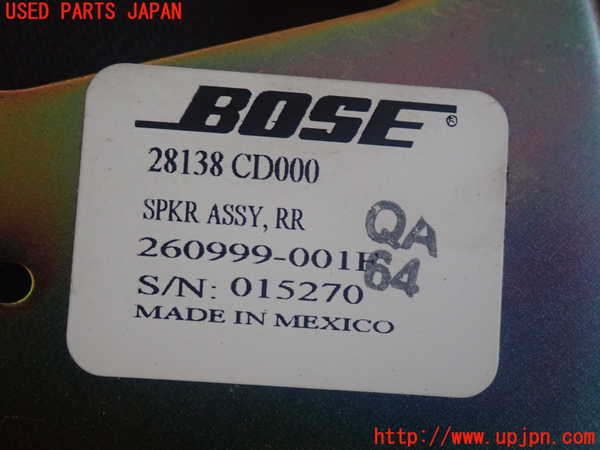 USED PARTS JAPAN
BOSE®
28138 CD000
SPKR ASSY, RR
260999-001
QA
64
S/N: 015270
MADE IN MEXICO
http://www.upjpn.com/